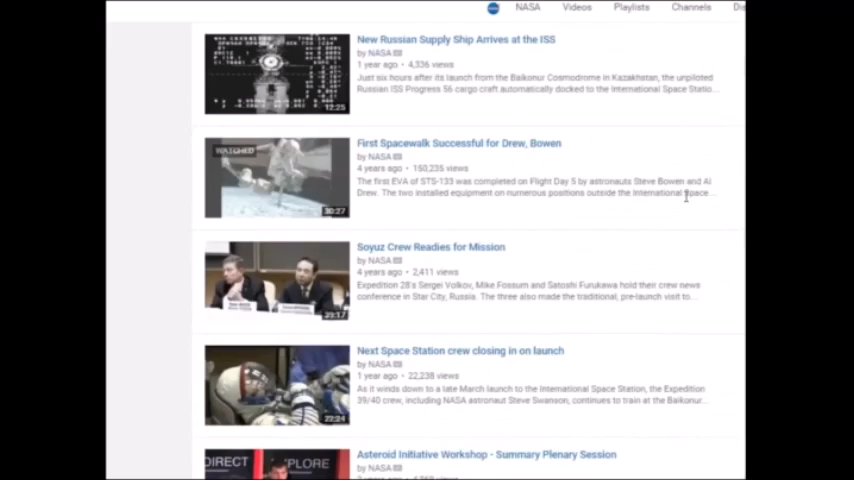 NASA Videos Playlists Channels
New Russian Supply Ship Arrives at the ISS
by NASA
1 year ago • 4,336 views
Just six hours after its launch from the Baikonur Cosmodrome in Kazakhstan, the unpiloted
Russian ISS Progress 56 cargo craft automatically docked to the International Space Statio...
12:25
WATCHED
First Spacewalk Successful for Drew, Bowen
by NASA
4 years ago • 150,235 views
The first EVA of STS-133 was completed on Flight Day 5 by astronauts Steve Bowen and Al
Drew. The two installed equipment on numerous positions outside the International Space...
30:27
Soyuz Crew Readies for Mission
by NASA
4 years ago • 2,411 views
Expedition 28's Sergei Volkov, Mike Fossum and Satoshi Furukawa hold their crew news
conference in Star City, Russia. The three also made the traditional, pre-launch visit to...
Next Space Station crew closing in on launch
by NASA
1 year ago • 22,238 views
As it winds down to a late March launch to the International Space Station, the Expedition
39/40 crew, including NASA astronaut Steve Swanson, continues to train at the Baikonur...
22:24
DIRECT
Asteroid Initiative Workshop - Summary Plenary Session
by NASA